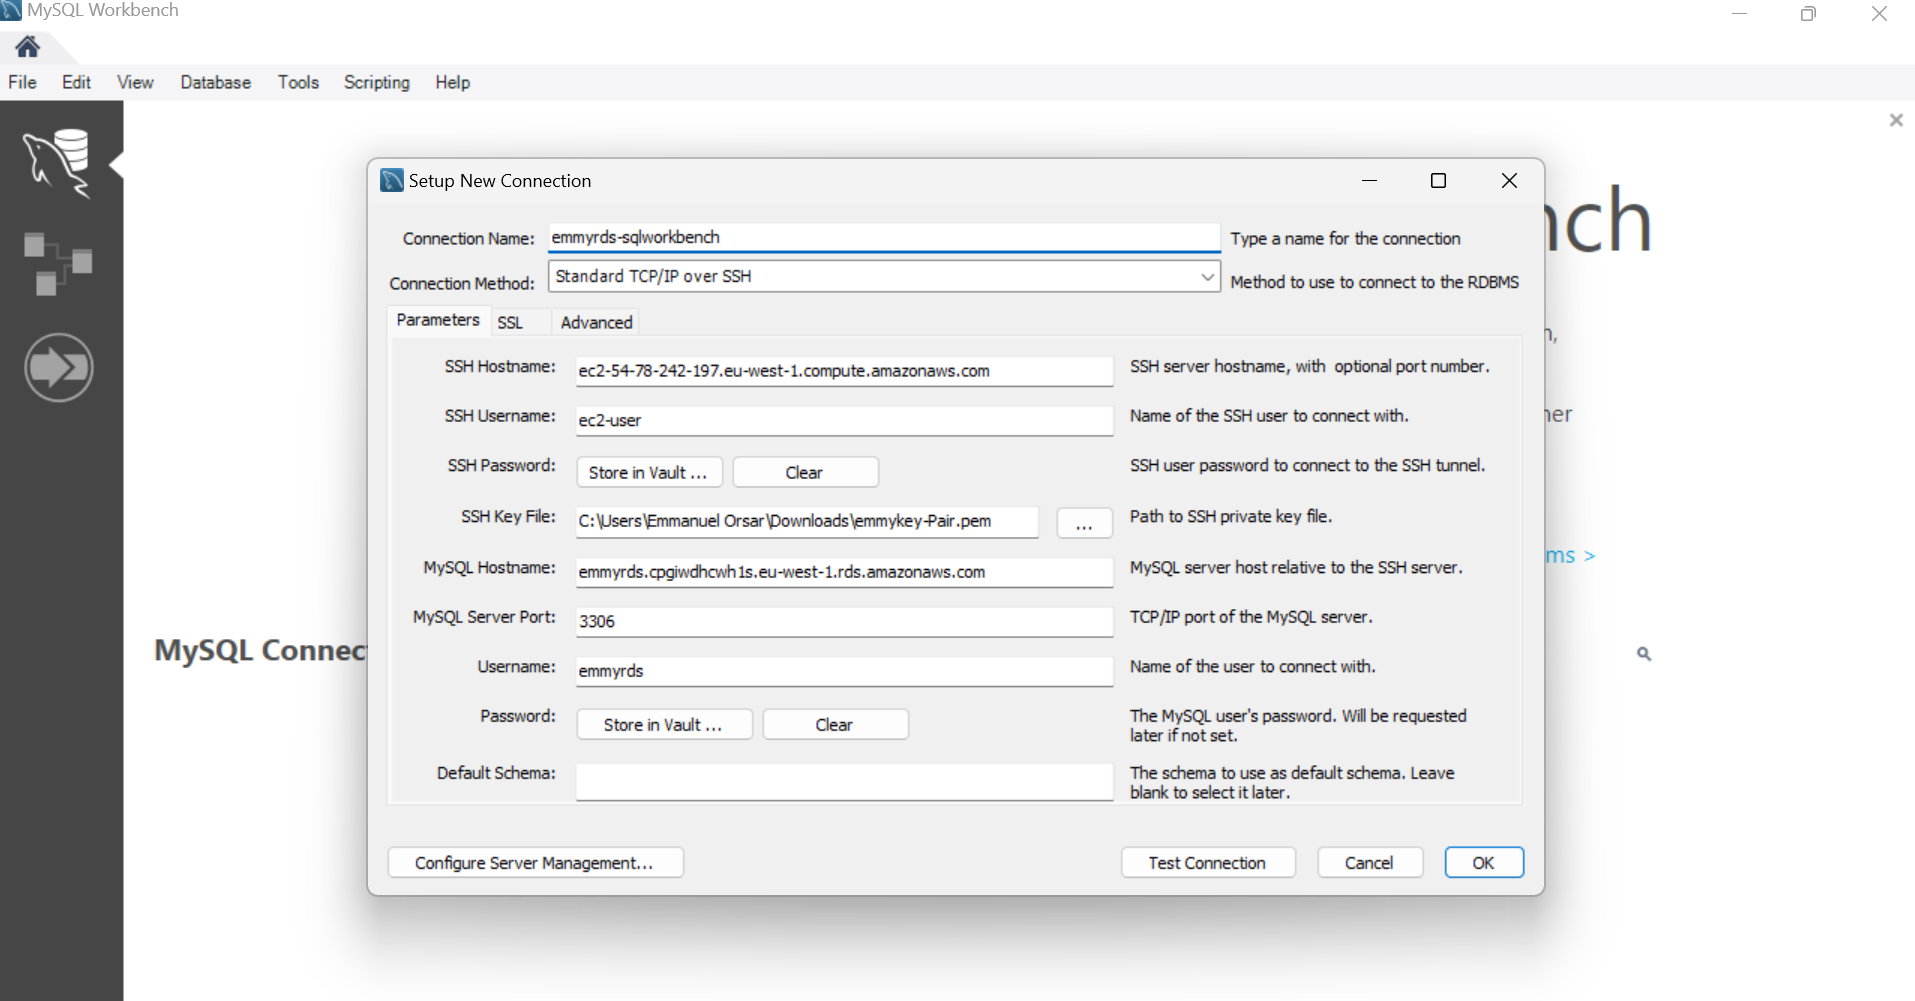 MySQL Workbench
File Edit View Database Tools Scripting Help
Setup New Connection
Connection Name: emmyrds-sqlworkbench Type a name for the connection
Connection Method: Standard TCP/IP over SSH Method to use to connect to the RDBMS
Parameters SSL Advanced
SSH Hostname: ec2-54-78-242-197.eu-west-1.compute.amazonaws.com SSH server hostname, with optional port number.
SSH Username: ec2-user Name of the SSH user to connect with.
SSH Password: Store in Vault ... Clear SSH user password to connect to the SSH tunnel.
SSH Key File: C:\Users\Emmanuel Orsar\Downloads\emmykey-Pair.pem ... Path to SSH private key file.
MySQL Hostname: emmyrds.cpgiwdhcwh1s.eu-west-1.rds.amazonaws.com MySQL server host relative to the SSH server.
MySQL Server Port: 3306 TCP/IP port of the MySQL server.
Username: emmyrds Name of the user to connect with.
Password: Store in Vault ... Clear The MySQL user's password. Will be requested
later if not set.
Default Schema: The schema to use as default schema. Leave
blank to select it later.
Configure Server Management... Test Connection Cancel OK
nch
n,
her
ms >
MySQL Connec